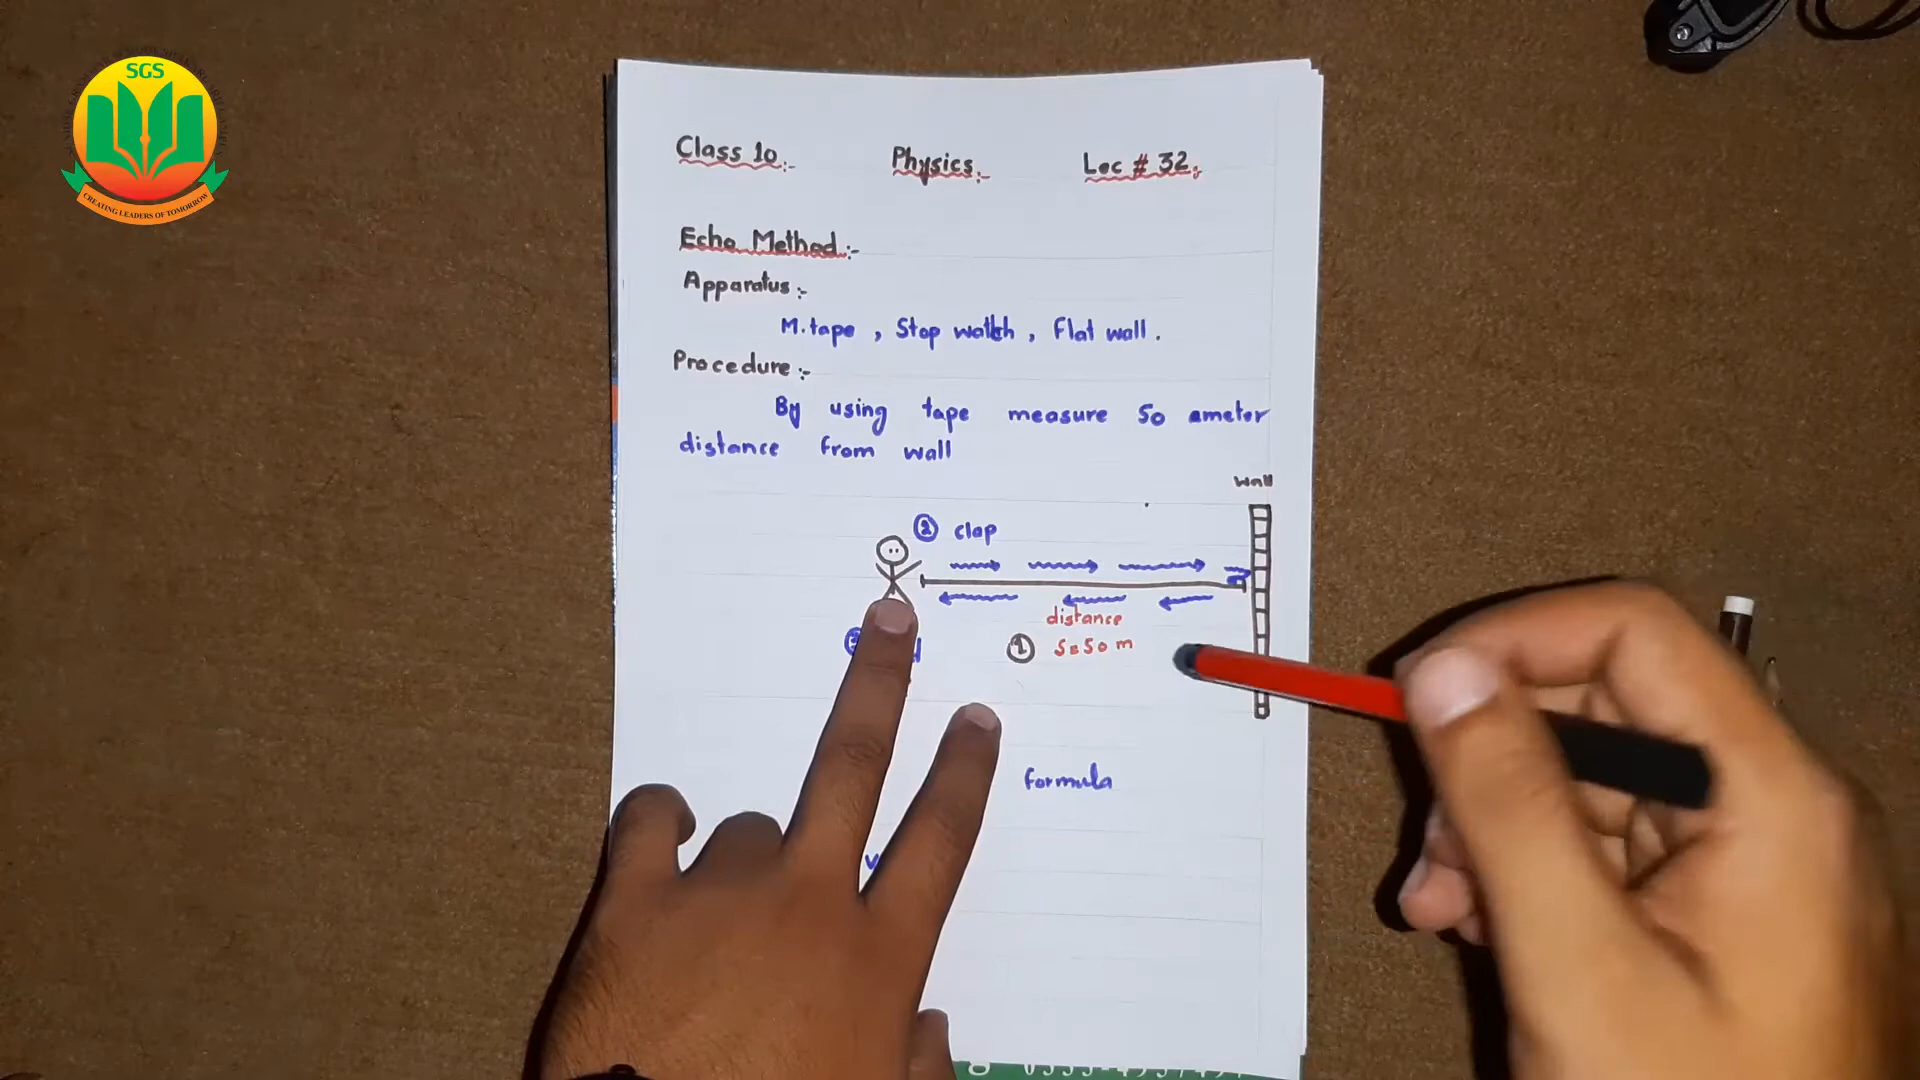 SGS
CREATING LEADERS OF TOMORROW
Class 10:- Physics:- Lec # 32:
Echo Method:-
Apparatus:-
M.tape , Stop watch , Flat wall .
Procedure:-
By using tape measure 50 ameter
distance from wall
wall
② clap
distance
① S=50 m
formula
V